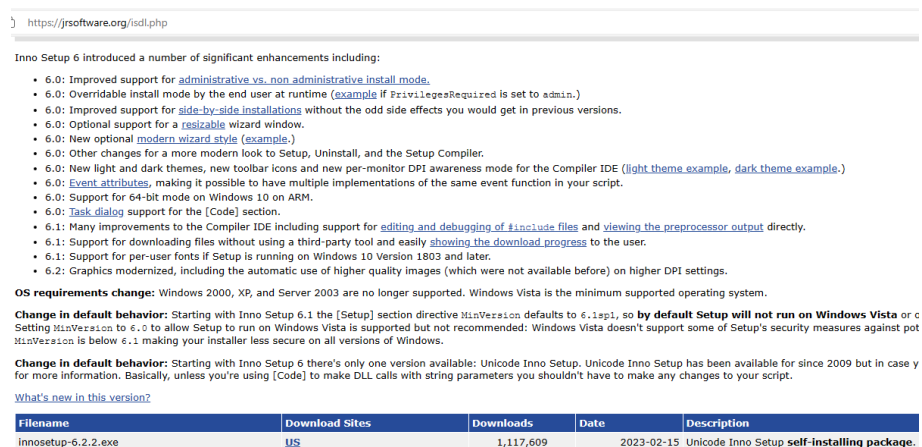 https://jrsoftware.org/isdl.php
Inno Setup 6 introduced a number of significant enhancements including:
• 6.0: Improved support for administrative vs. non administrative install mode.
• 6.0: Overridable install mode by the end user at runtime (example if PrivilegesRequired is set to admin.)
• 6.0: Improved support for side-by-side installations without the odd side effects you would get in previous versions.
• 6.0: Optional support for a resizable wizard window.
• 6.0: New optional modern wizard style (example.)
• 6.0: Other changes for a more modern look to Setup, Uninstall, and the Setup Compiler.
• 6.0: New light and dark themes, new toolbar icons and new per-monitor DPI awareness mode for the Compiler IDE (light theme example, dark theme example.)
• 6.0: Event attributes, making it possible to have multiple implementations of the same event function in your script.
• 6.0: Support for 64-bit mode on Windows 10 on ARM.
• 6.0: Task dialog support for the [Code] section.
• 6.1: Many improvements to the Compiler IDE including support for editing and debugging of #include files and viewing the preprocessor output directly.
• 6.1: Support for downloading files without using a third-party tool and easily showing the download progress to the user.
• 6.1: Support for per-user fonts if Setup is running on Windows 10 Version 1803 and later.
• 6.2: Graphics modernized, including the automatic use of higher quality images (which were not available before) on higher DPI settings.
OS requirements change: Windows 2000, XP, and Server 2003 are no longer supported. Windows Vista is the minimum supported operating system.
Change in default behavior: Starting with Inno Setup 6.1 the [Setup] section directive MinVersion defaults to 6.1sp1, so by default Setup will not run on Windows Vista or
Setting MinVersion to 6.0 to allow Setup to run on Windows Vista is supported but not recommended: Windows Vista doesn't support some of Setup's security measures against
MinVersion is below 6.1 making your installer less secure on all versions of Windows.
Change in default behavior: Starting with Inno Setup 6 there's only one version available: Unicode Inno Setup. Unicode Inno Setup has been available for since 2009 but in case
for more information. Basically, unless you're using [Code] to make DLL calls with string parameters you shouldn't have to make any changes to your script.
What's new in this version?
Filename Download Sites Downloads Date Description
innosetup-6.2.2.exe US 1,117,609 2023-02-15 Unicode Inno Setup self-installing package.